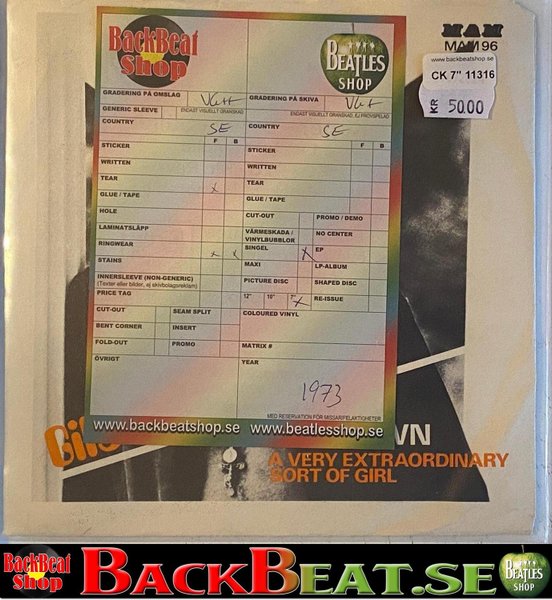 BackBeat
Shop
BEATLES
SHOP
MAM
MAM 96
www.backbeatshop.se
CK 7" 11316
KR 50.00
GRADERING PÅ OMSLAG
GRADERING PÅ SKIVA
GENERIC SLEEVE
ENDAST VISUELLT GRANSKAD
ENDAST VISUELLT GRANSKAD, EJ PROVSPELAD
COUNTRY SE
COUNTRY SE
F B
F B
STICKER
WRITTEN
TEAR x
GLUE / TAPE
HOLE
LAMINATSLÄPP
RINGWEAR
STAINS
INNERSLEEVE (NON-GENERIC)
(Texter eller bilder, ej skivbolagsreklam)
PRICE TAG
CUT-OUT SEAM SPLIT
BENT CORNER INSERT
FOLD-OUT PROMO
ÖVRIGT
STICKER
WRITTEN
TEAR
GLUE / TAPE
CUT-OUT PROMO / DEMO
VÄRMESKADA /
VINYLBUBBLOR
NO CENTER
SINGEL x EP
MAXI LP-ALBUM
PICTURE DISC SHAPED DISC
12" 10" 7" x RE-ISSUE
COLOURED VINYL
MATRIX #
YEAR
1973
MED RESERVATION FÖR MISSAR/FELAKTIGHETER
www.backbeatshop.se www.beatlesshop.se
WN
A VERY EXTRAORDINARY
SORT OF GIRL
BackBeat
Shop
BACKBEAT.SE
BEATLES
SHOP